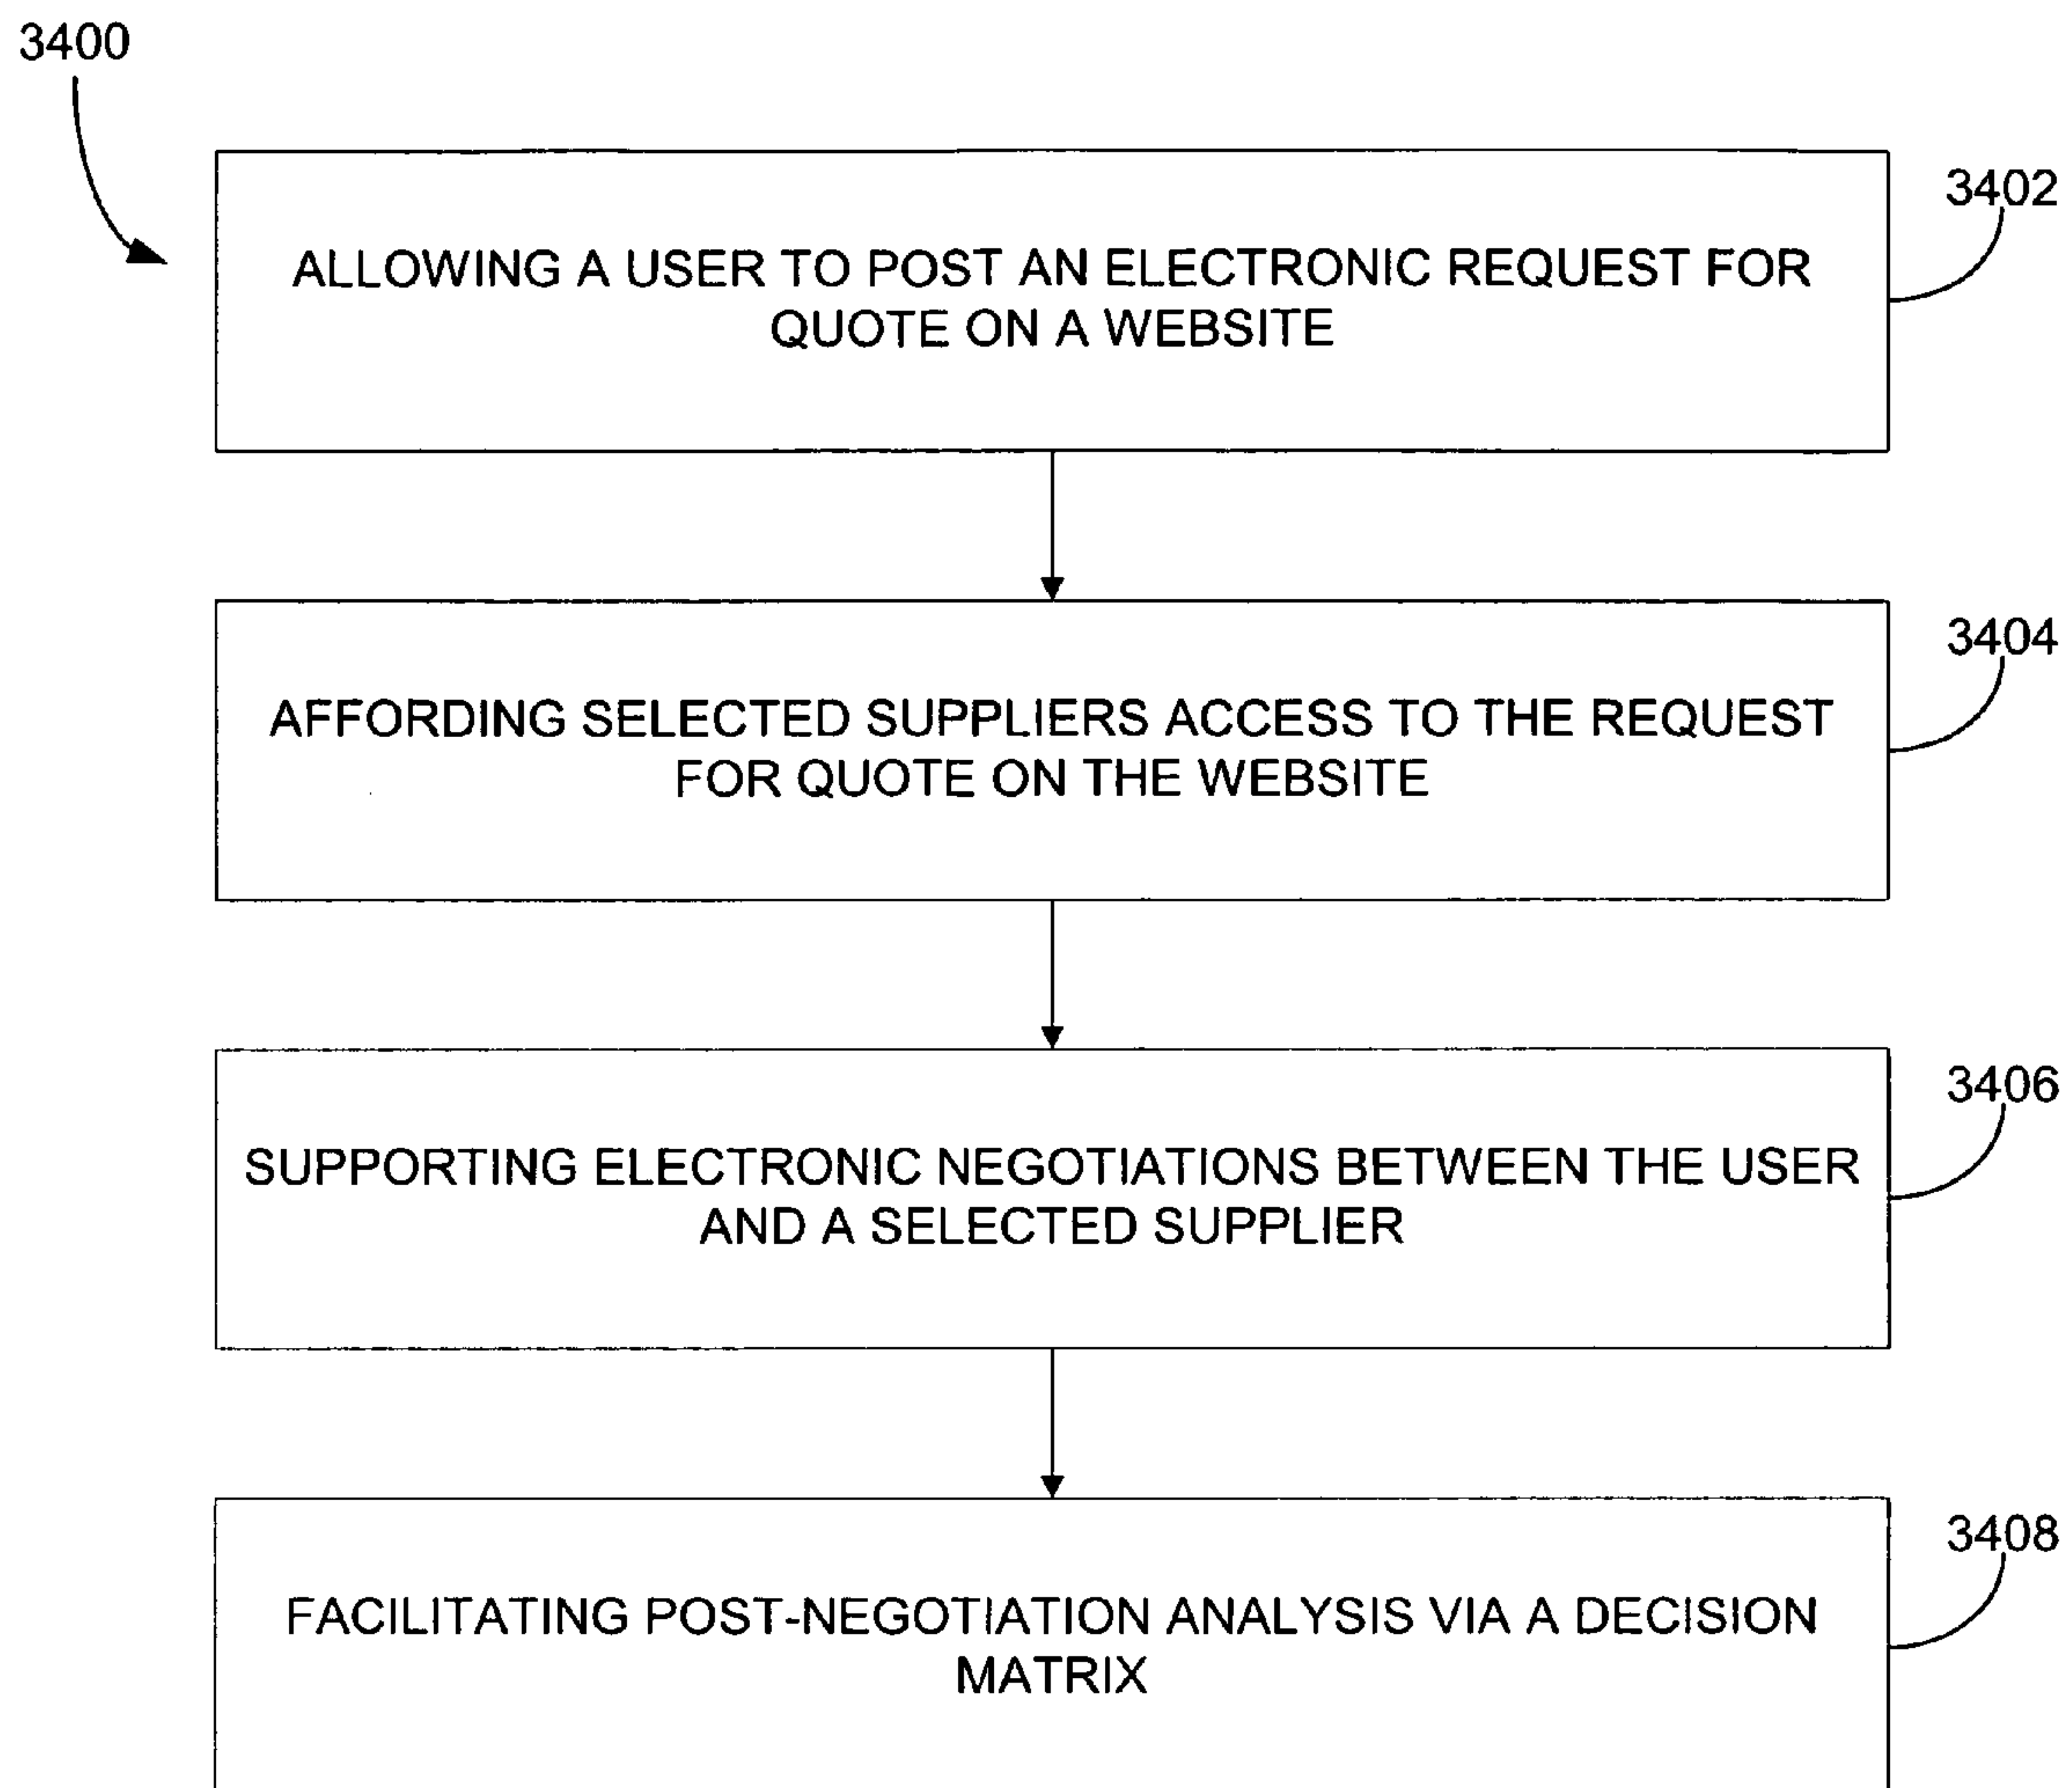 3400
3402
ALLOWING A USER TO POST AN ELECTRONIC REQUEST FOR
QUOTE ON A WEBSITE
3404
AFFORDING SELECTED SUPPLIERS ACCESS TO THE REQUEST
FOR QUOTE ON THE WEBSITE
3406
SUPPORTING ELECTRONIC NEGOTIATIONS BETWEEN THE USER
AND A SELECTED SUPPLIER
3408
FACILITATING POST-NEGOTIATION ANALYSIS VIA A DECISION
MATRIX